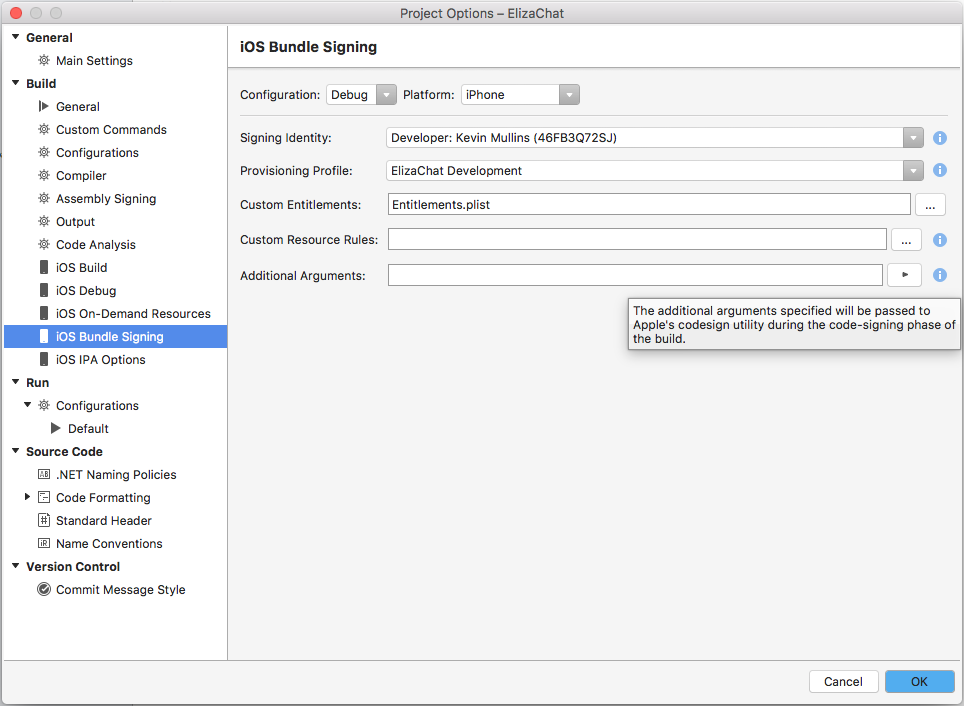 Project Options – ElizaChat
General
Main Settings
Build
General
Custom Commands
Configurations
Compiler
Assembly Signing
Output
Code Analysis
iOS Build
iOS Debug
iOS On-Demand Resources
iOS Bundle Signing
iOS IPA Options
Run
Configurations
Default
Source Code
.NET Naming Policies
Code Formatting
Standard Header
Name Conventions
Version Control
Commit Message Style
iOS Bundle Signing
Configuration: Debug Platform: iPhone
Signing Identity: Developer: Kevin Mullins (46FB3Q72SJ)
Provisioning Profile: ElizaChat Development
Custom Entitlements: Entitlements.plist ...
Custom Resource Rules: ...
Additional Arguments:
The additional arguments specified will be passed to
Apple's codesign utility during the code-signing phase of
the build.
Cancel OK